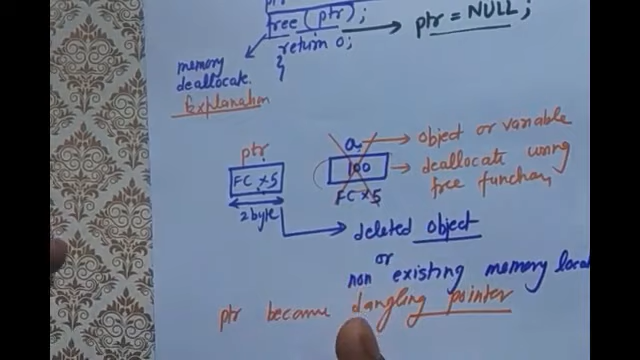 free (ptr);
ptr = NULL;
return 0;
}
memory
deallocate.
Explanation
ptr
FC x 5
2 byte
a
100
FC x 5
object or variable
deallocate using
free function,
deleted object
or
non existing memory locat
ptr become dangling pointer